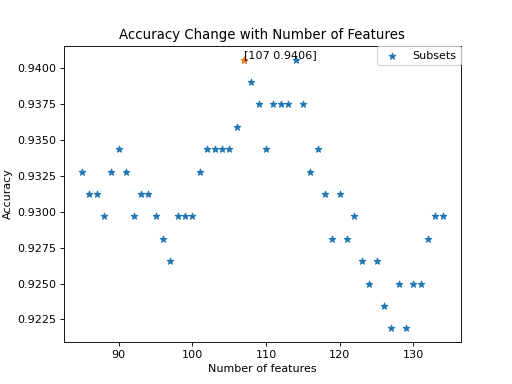 Accuracy Change with Number of Features
[107 0.9406]
Subsets
0.9400
0.9375
0.9350
0.9325
0.9300
0.9275
0.9250
0.9225
Accuracy
90 100 110 120 130
Number of features